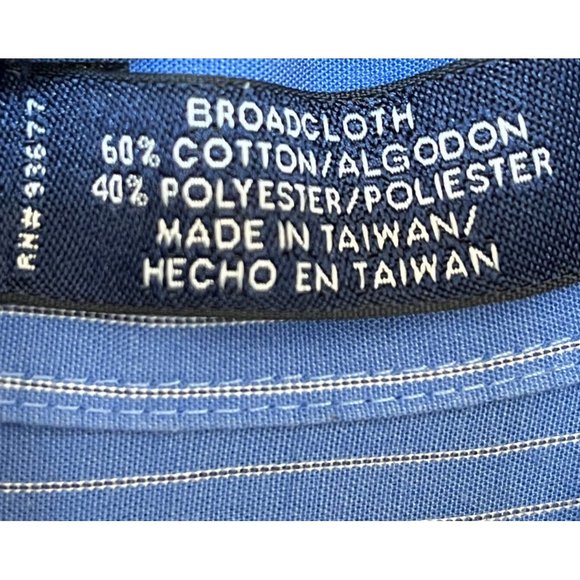 BROADCLOTH
60% COTTON/ALGODON
40% POLYESTER/POLIESTER
MADE IN TAIWAN/
HECHO EN TAIWAN
RN# 93677